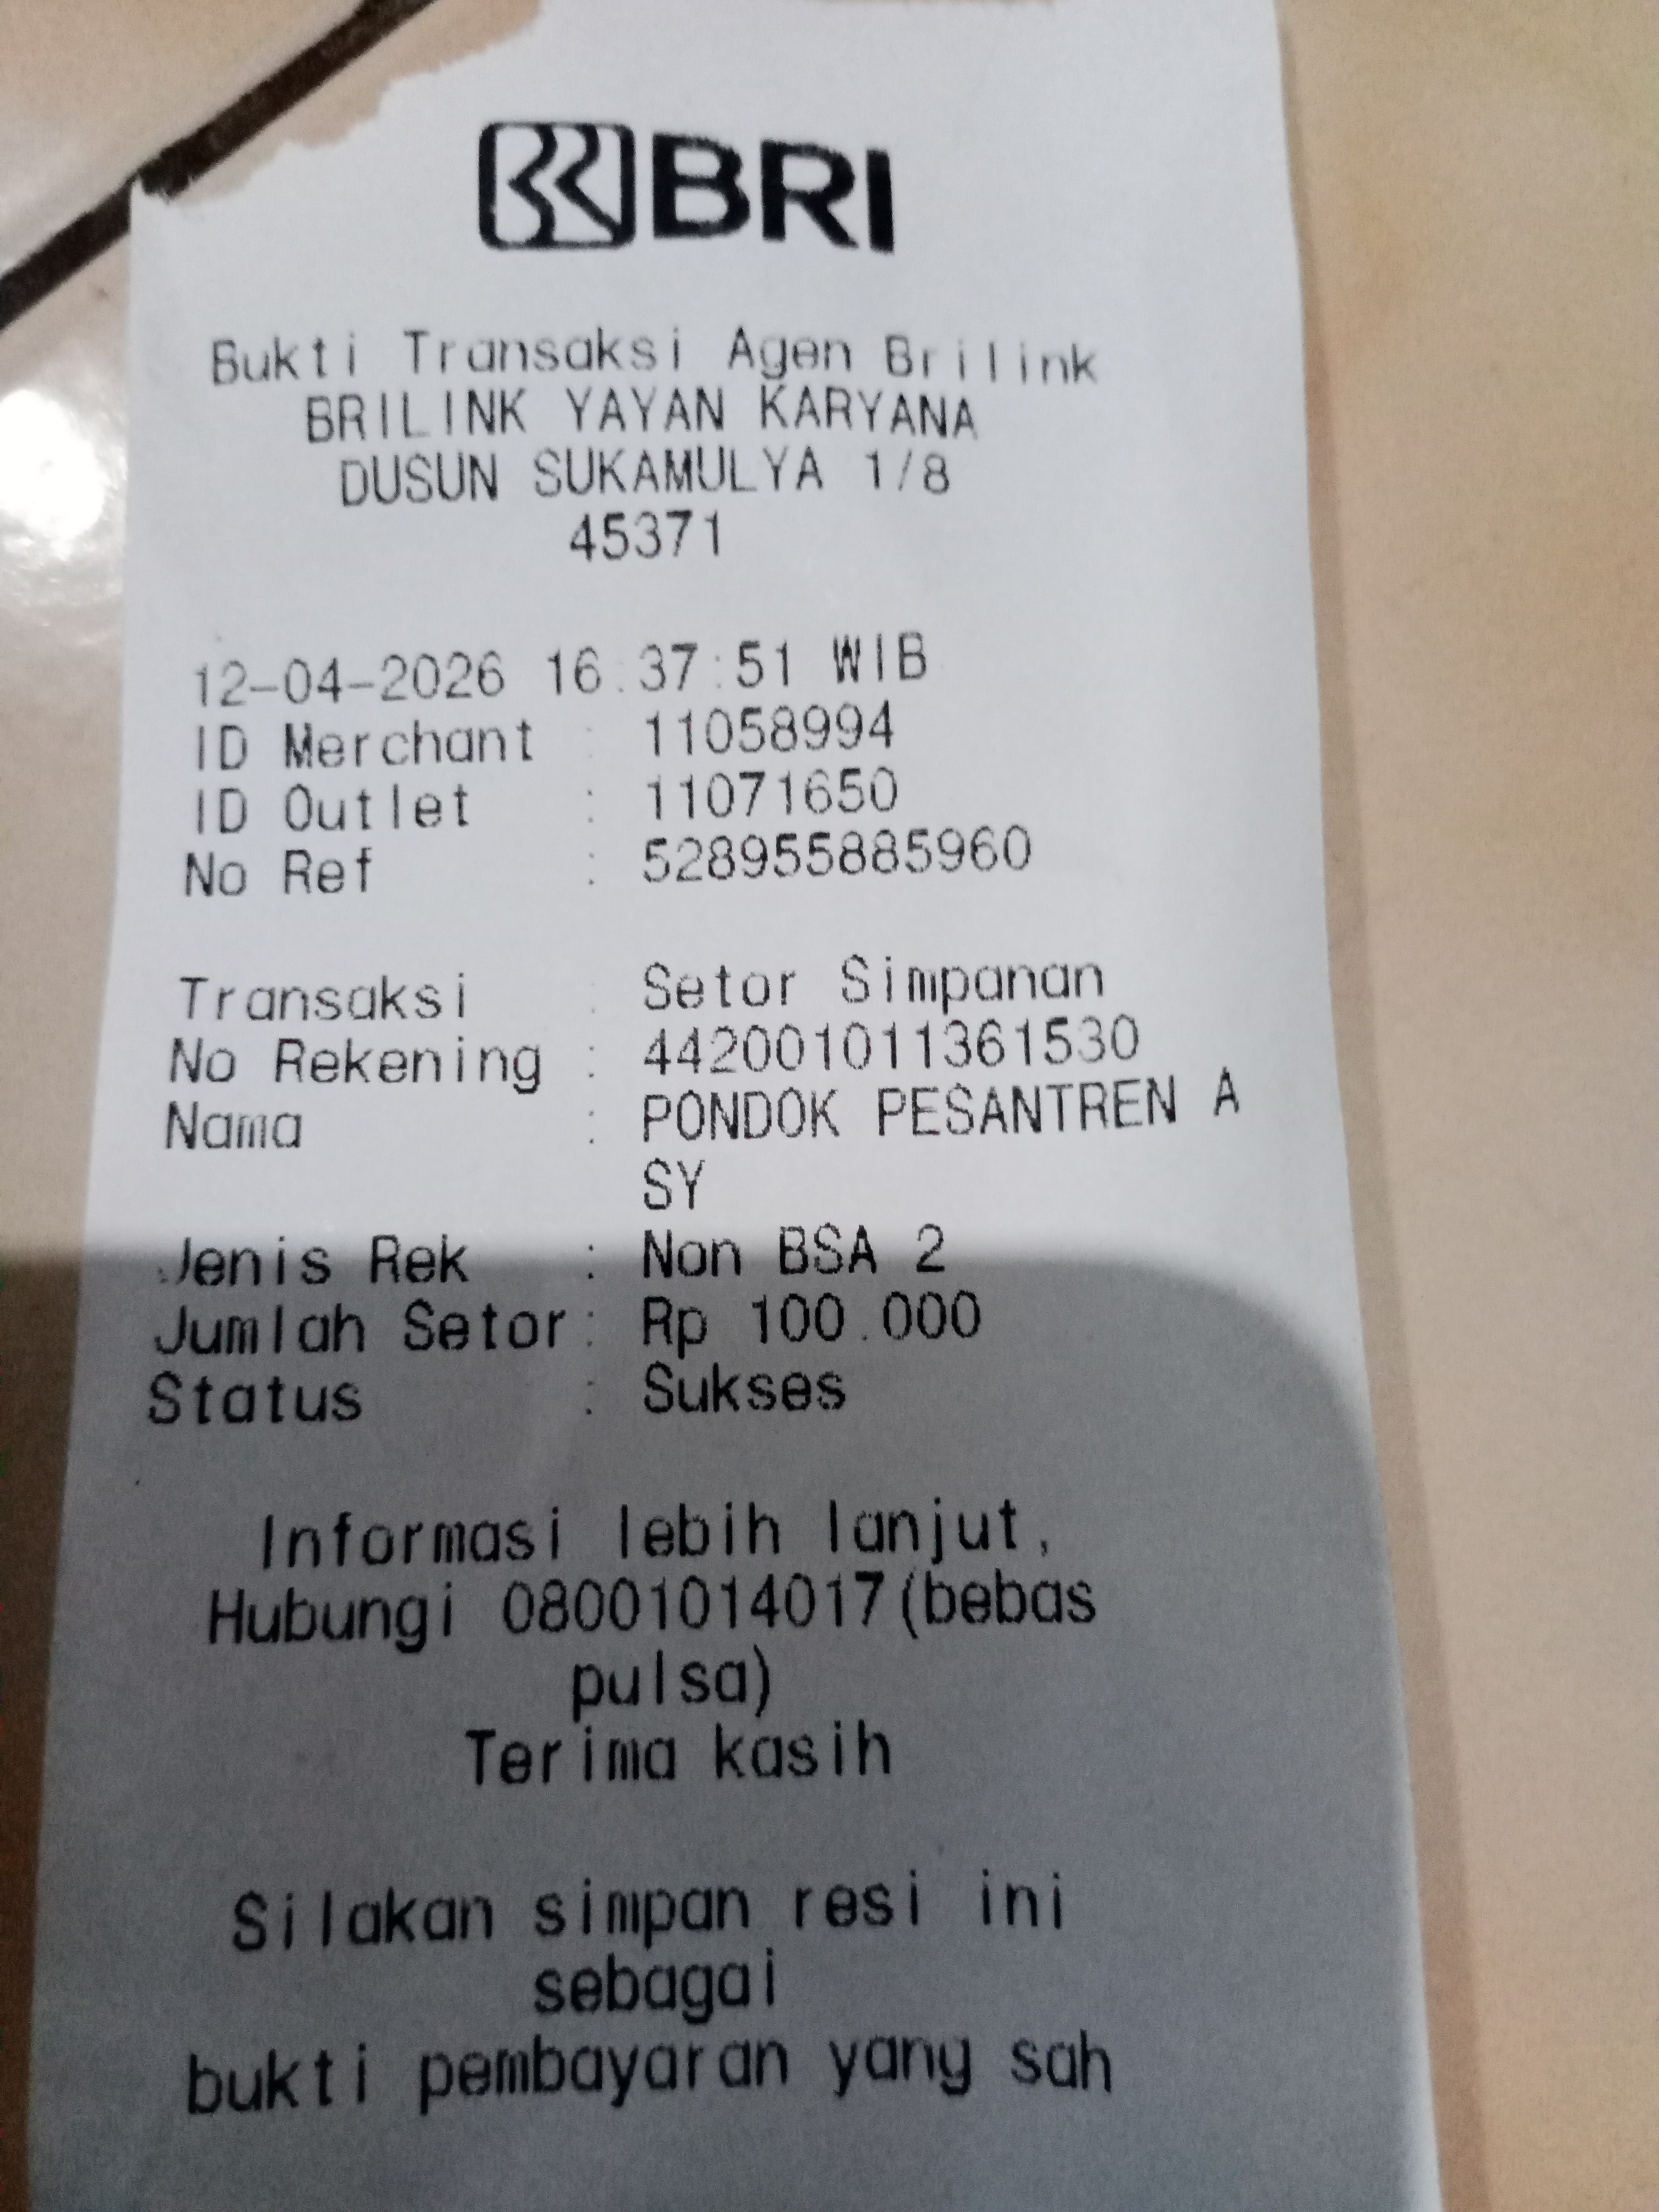 BRI
Bukti Transaksi Agen Brilink
BRILINK YAYAN KARYANA
DUSUN SUKAMULYA 1/8
45371
12-04-2026 16:37:51 WIB
ID Merchant : 11058994
ID Outlet : 11071650
No Ref : 528955885960
Transaksi : Setor Simpanan
No Rekening : 442001011361530
Nama : PONDOK PESANTREN A
SY
Jenis Rek : Non BSA 2
Jumlah Setor: Rp 100.000
Status : Sukses
Informasi lebih lanjut,
Hubungi 08001014017(bebas
pulsa)
Terima kasih
Silakan simpan resi ini
sebagai
bukti pembayaran yang sah